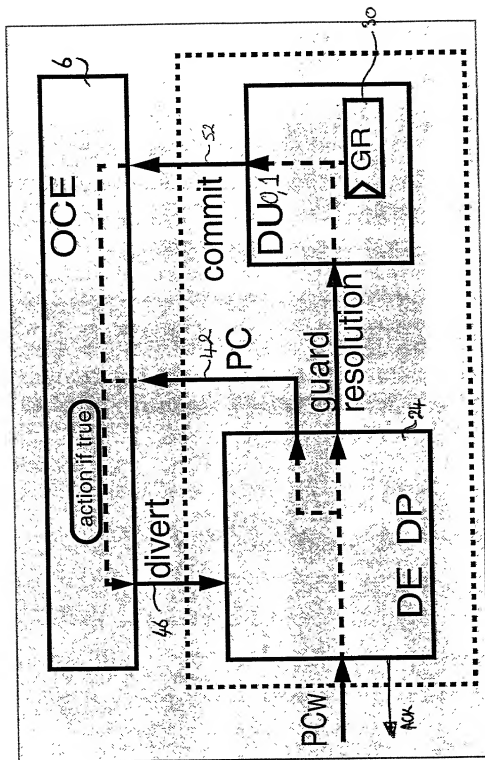 OCE
6
action if true
46
divert
42
PC
commit
52
DU0,1
GR
30
guard
resolution
24
DE DP
PCW
ACK